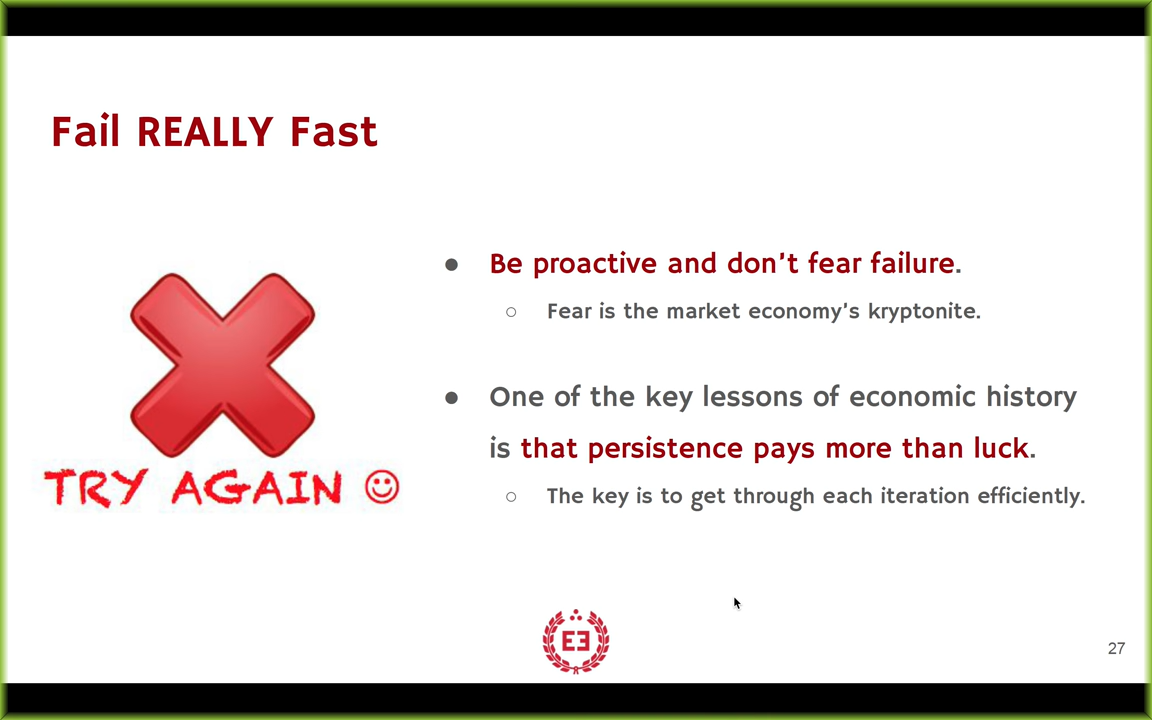 Fail REALLY Fast
● Be proactive and don't fear failure.
○ Fear is the market economy's kryptonite.
● One of the key lessons of economic history
is that persistence pays more than luck.
○ The key is to get through each iteration efficiently.
TRY AGAIN ☺
EE
27